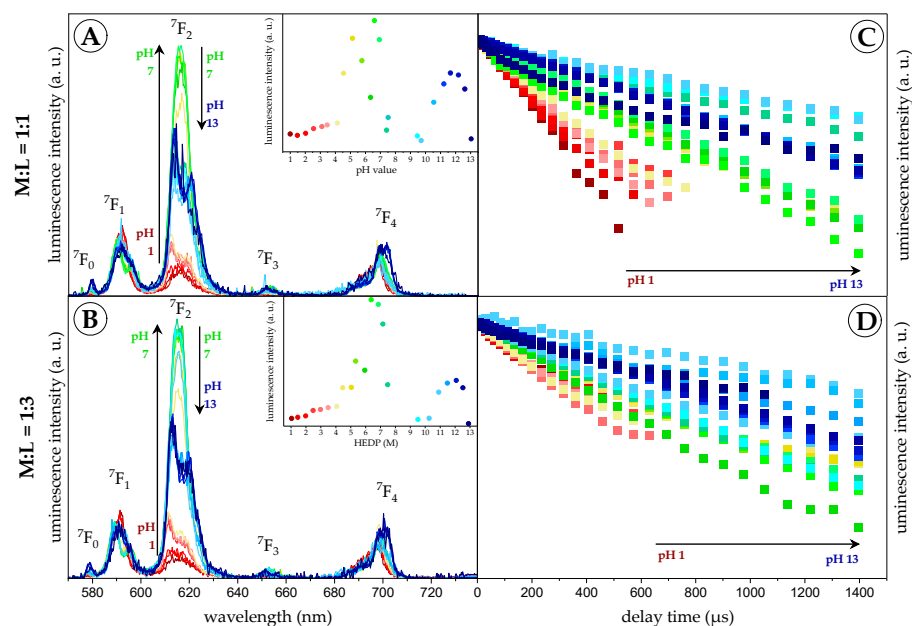 M:L = 1:1
luminescence intensity (a. u.)
A
⁷F₂
pH
7
pH
7
pH
13
⁷F₁
⁷F₀
pH
1
⁷F₃
⁷F₄
luminescence intensity (a. u.)
1 2 3 4 5 6 7 8 9 10 11 12 13
pH value
C
pH 1
pH 13
luminescence intensity (a. u.)
M:L = 1:3
uminescence intensity (a. u.)
B
⁷F₂
pH
7
pH
7
pH
13
⁷F₁
⁷F₀
pH
1
⁷F₃
⁷F₄
luminescence intensity (a. u.)
1 2 3 4 5 6 7 8 9 10 11 12 13
HEDP (M)
D
pH 1
pH 13
uminescence intensity (a. u.)
580 600 620 640 660 680 700 720
wavelength (nm)
0 200 400 600 800 1000 1200 1400
delay time (µs)